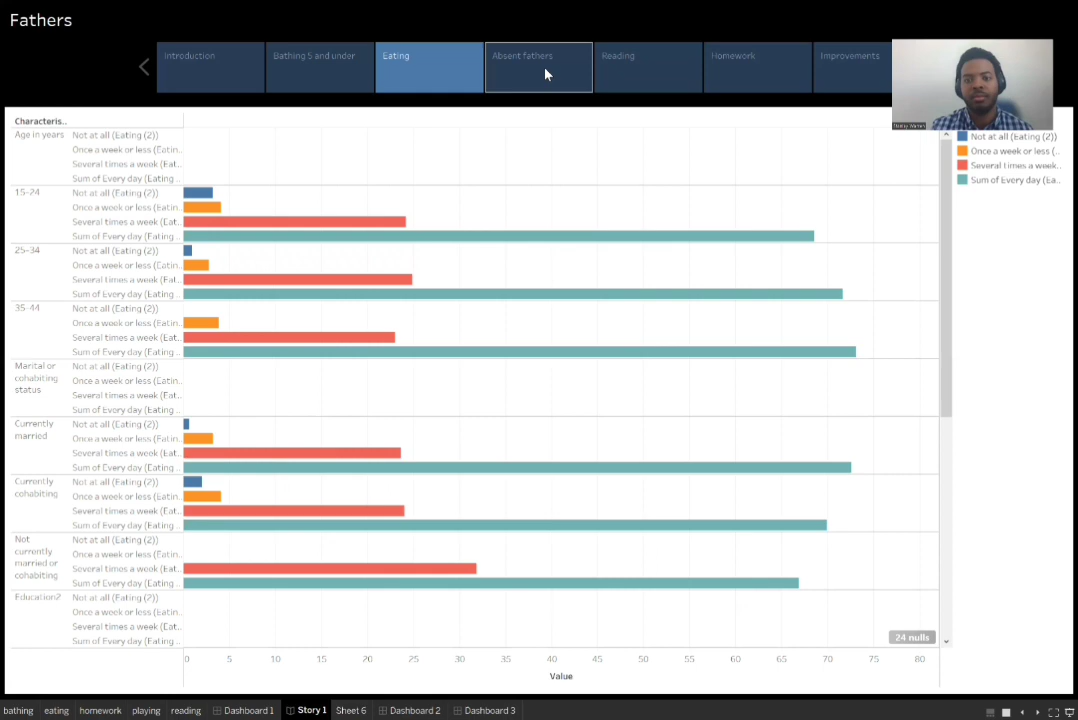 Fathers
Introduction
Bathing 5 and under
Eating
Absent fathers
Reading
Homework
Improvements
Characteris..
Age in years
Not at all (Eating (2))
Once a week or less (Eatin..
Several times a week (Eat..
Sum of Every day (Eating ..
15-24
Not at all (Eating (2))
Once a week or less (Eatin..
Several times a week (Eat..
Sum of Every day (Eating ..
25-34
Not at all (Eating (2))
Once a week or less (Eatin..
Several times a week (Eat..
Sum of Every day (Eating ..
35-44
Not at all (Eating (2))
Once a week or less (Eatin..
Several times a week (Eat..
Sum of Every day (Eating ..
Marital or
cohabiting
status
Not at all (Eating (2))
Once a week or less (Eatin..
Several times a week (Eat..
Sum of Every day (Eating ..
Currently
married
Not at all (Eating (2))
Once a week or less (Eatin..
Several times a week (Eat..
Sum of Every day (Eating ..
Currently
cohabiting
Not at all (Eating (2))
Once a week or less (Eatin..
Several times a week (Eat..
Sum of Every day (Eating ..
Not
currently
married or
cohabiting
Not at all (Eating (2))
Once a week or less (Eatin..
Several times a week (Eat..
Sum of Every day (Eating ..
Education2
Not at all (Eating (2))
Once a week or less (Eatin..
Several times a week (Eat..
Sum of Every day (Eating ..
24 nulls
0 5 10 15 20 25 30 35 40 45 50 55 60 65 70 75 80
Value
Not at all (Eating (2))
Once a week or less (..
Several times a week..
Sum of Every day (Ea..
bathing eating homework playing reading Dashboard 1 Story 1 Sheet 6 Dashboard 2 Dashboard 3